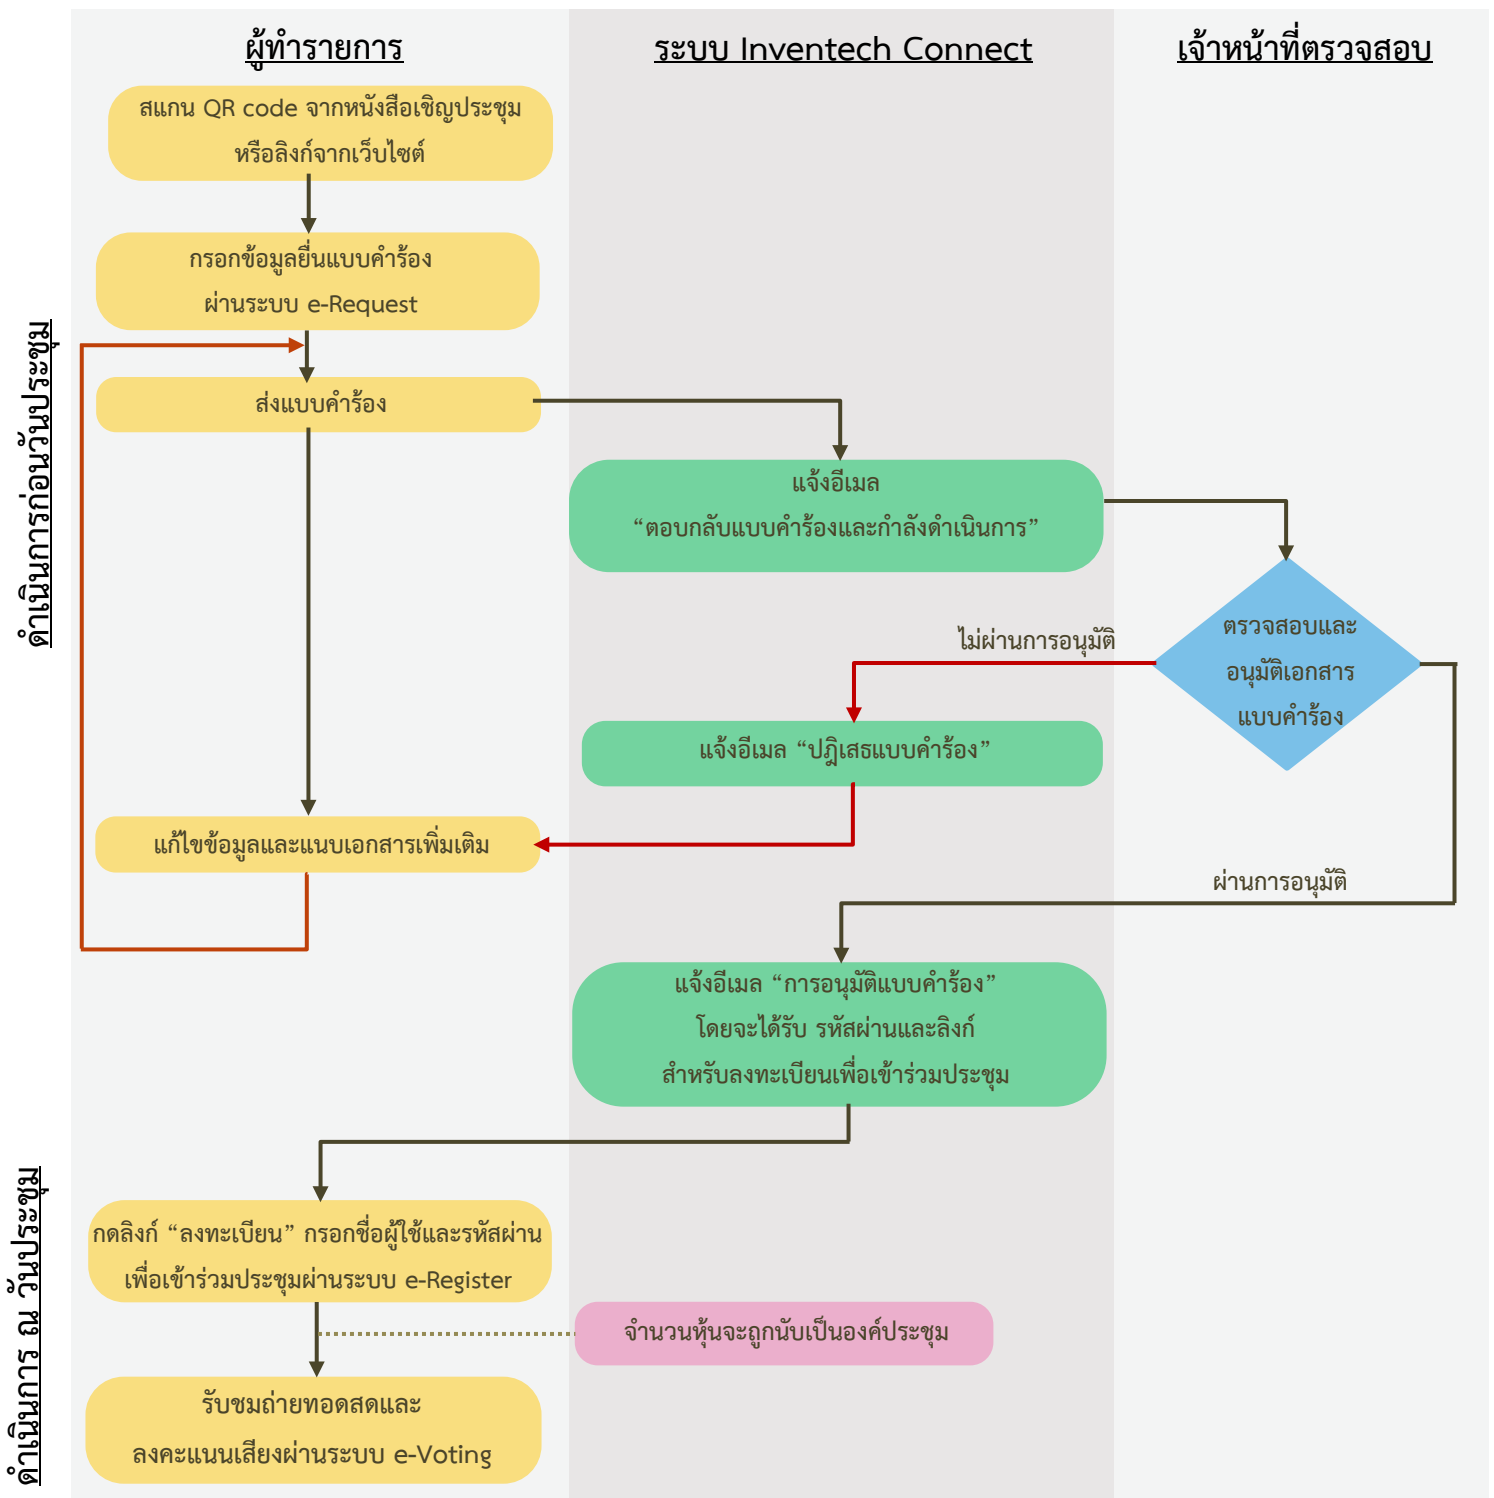 ผู้ทำรายการ
ระบบ Inventech Connect
เจ้าหน้าที่ตรวจสอบ
ดำเนินการก่อนวันประชุม
สแกน QR code จากหนังสือเชิญประชุม
หรือลิงก์จากเว็บไซต์
กรอกข้อมูลยื่นแบบคำร้อง
ผ่านระบบ e-Request
ส่งแบบคำร้อง
แจ้งอีเมล
“ตอบกลับแบบคำร้องและกำลังดำเนินการ”
ตรวจสอบและ
อนุมัติเอกสาร
แบบคำร้อง
ไม่ผ่านการอนุมัติ
แจ้งอีเมล “ปฎิเสธแบบคำร้อง”
แก้ไขข้อมูลและแนบเอกสารเพิ่มเติม
ผ่านการอนุมัติ
แจ้งอีเมล “การอนุมัติแบบคำร้อง”
โดยจะได้รับ รหัสผ่านและลิงก์
สำหรับลงทะเบียนเพื่อเข้าร่วมประชุม
ดำเนินการ ณ วันประชุม
กดลิงก์ “ลงทะเบียน” กรอกชื่อผู้ใช้และรหัสผ่าน
เพื่อเข้าร่วมประชุมผ่านระบบ e-Register
จำนวนหุ้นจะถูกนับเป็นองค์ประชุม
รับชมถ่ายทอดสดและ
ลงคะแนนเสียงผ่านระบบ e-Voting